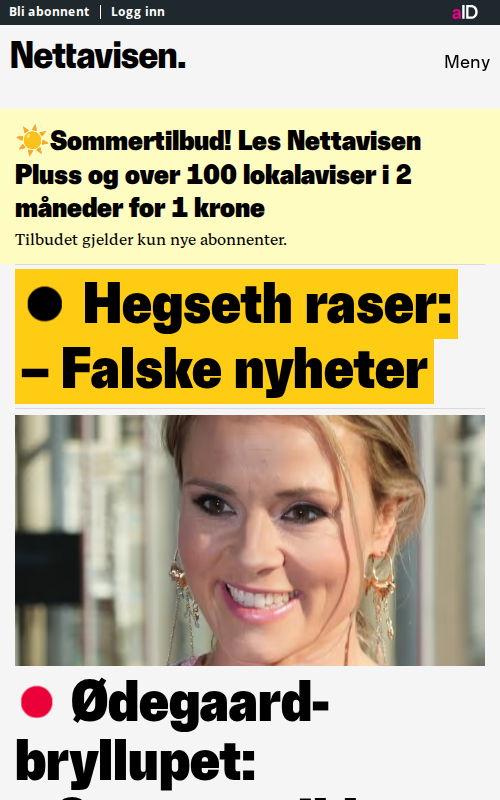 Bli abonnent | Logg inn
aID
Nettavisen.
Meny
Sommertilbud! Les Nettavisen
Pluss og over 100 lokalaviser i 2
måneder for 1 krone
Tilbudet gjelder kun nye abonnenter.
Hegseth raser:
– Falske nyheter
Ødegaard-
bryllupet: